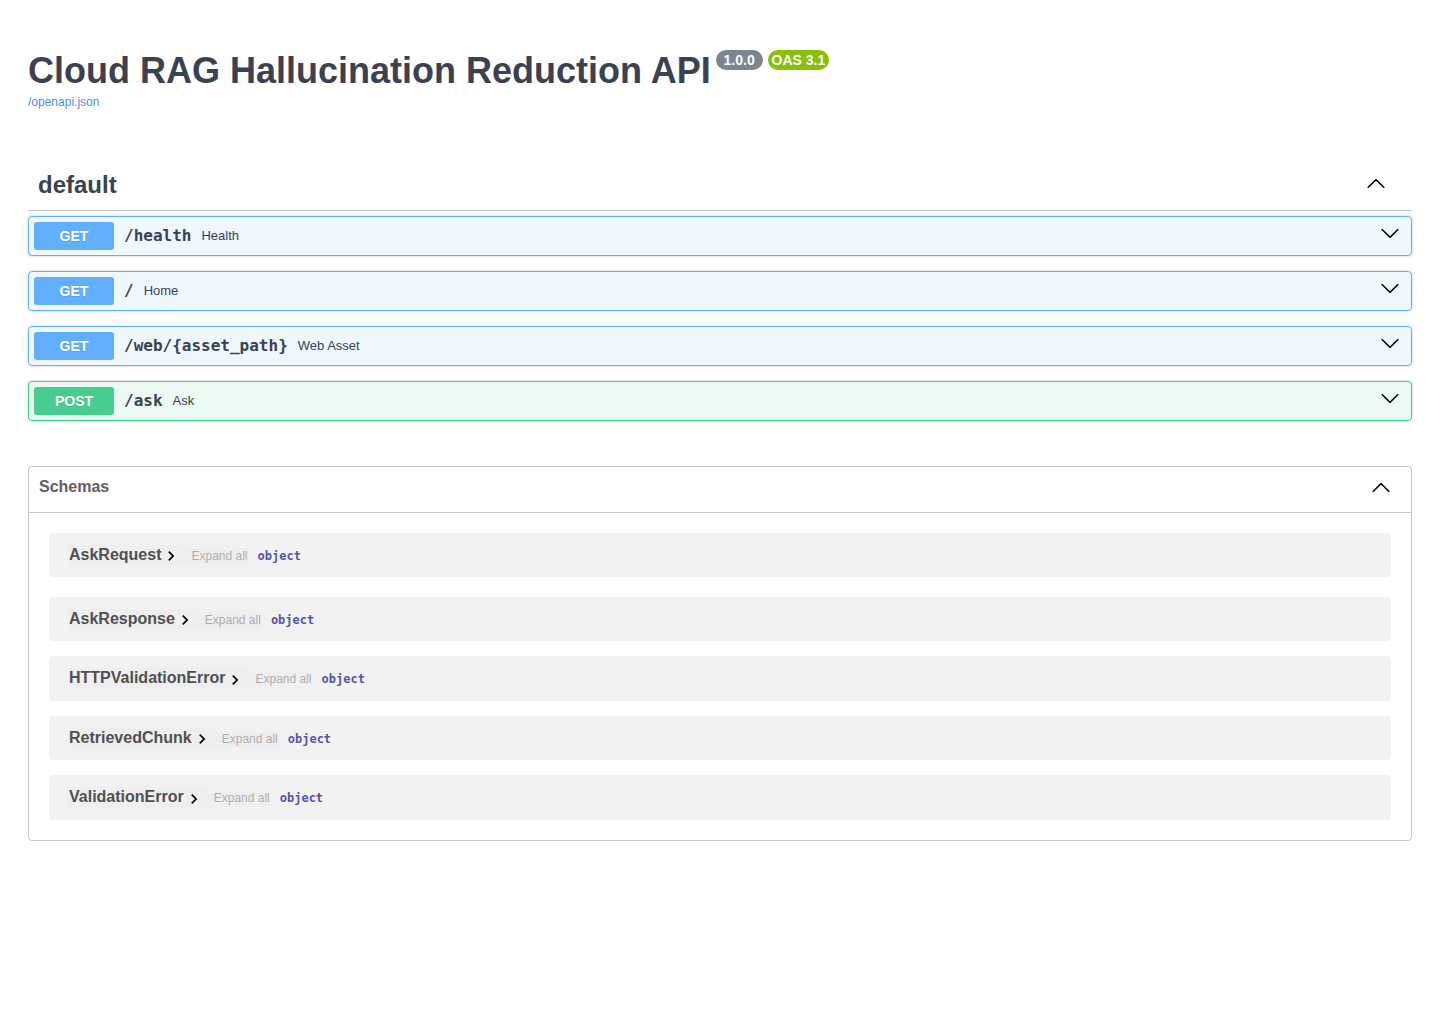 Cloud RAG Hallucination Reduction API 1.0.0 OAS 3.1
/openapi.json
default
GET /health Health
GET / Home
GET /web/{asset_path} Web Asset
POST /ask Ask
Schemas
AskRequest Expand all object
AskResponse Expand all object
HTTPValidationError Expand all object
RetrievedChunk Expand all object
ValidationError Expand all object